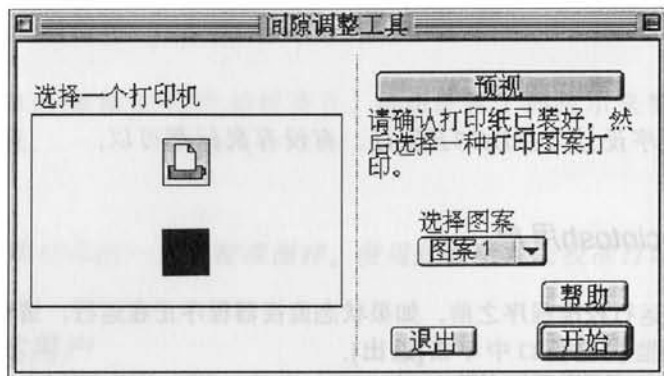 间隙调整工具
选择一个打印机
预视
请确认打印纸已装好，然
后选择一种打印图案打
印。
选择图案
图案1
帮助
退出
开始